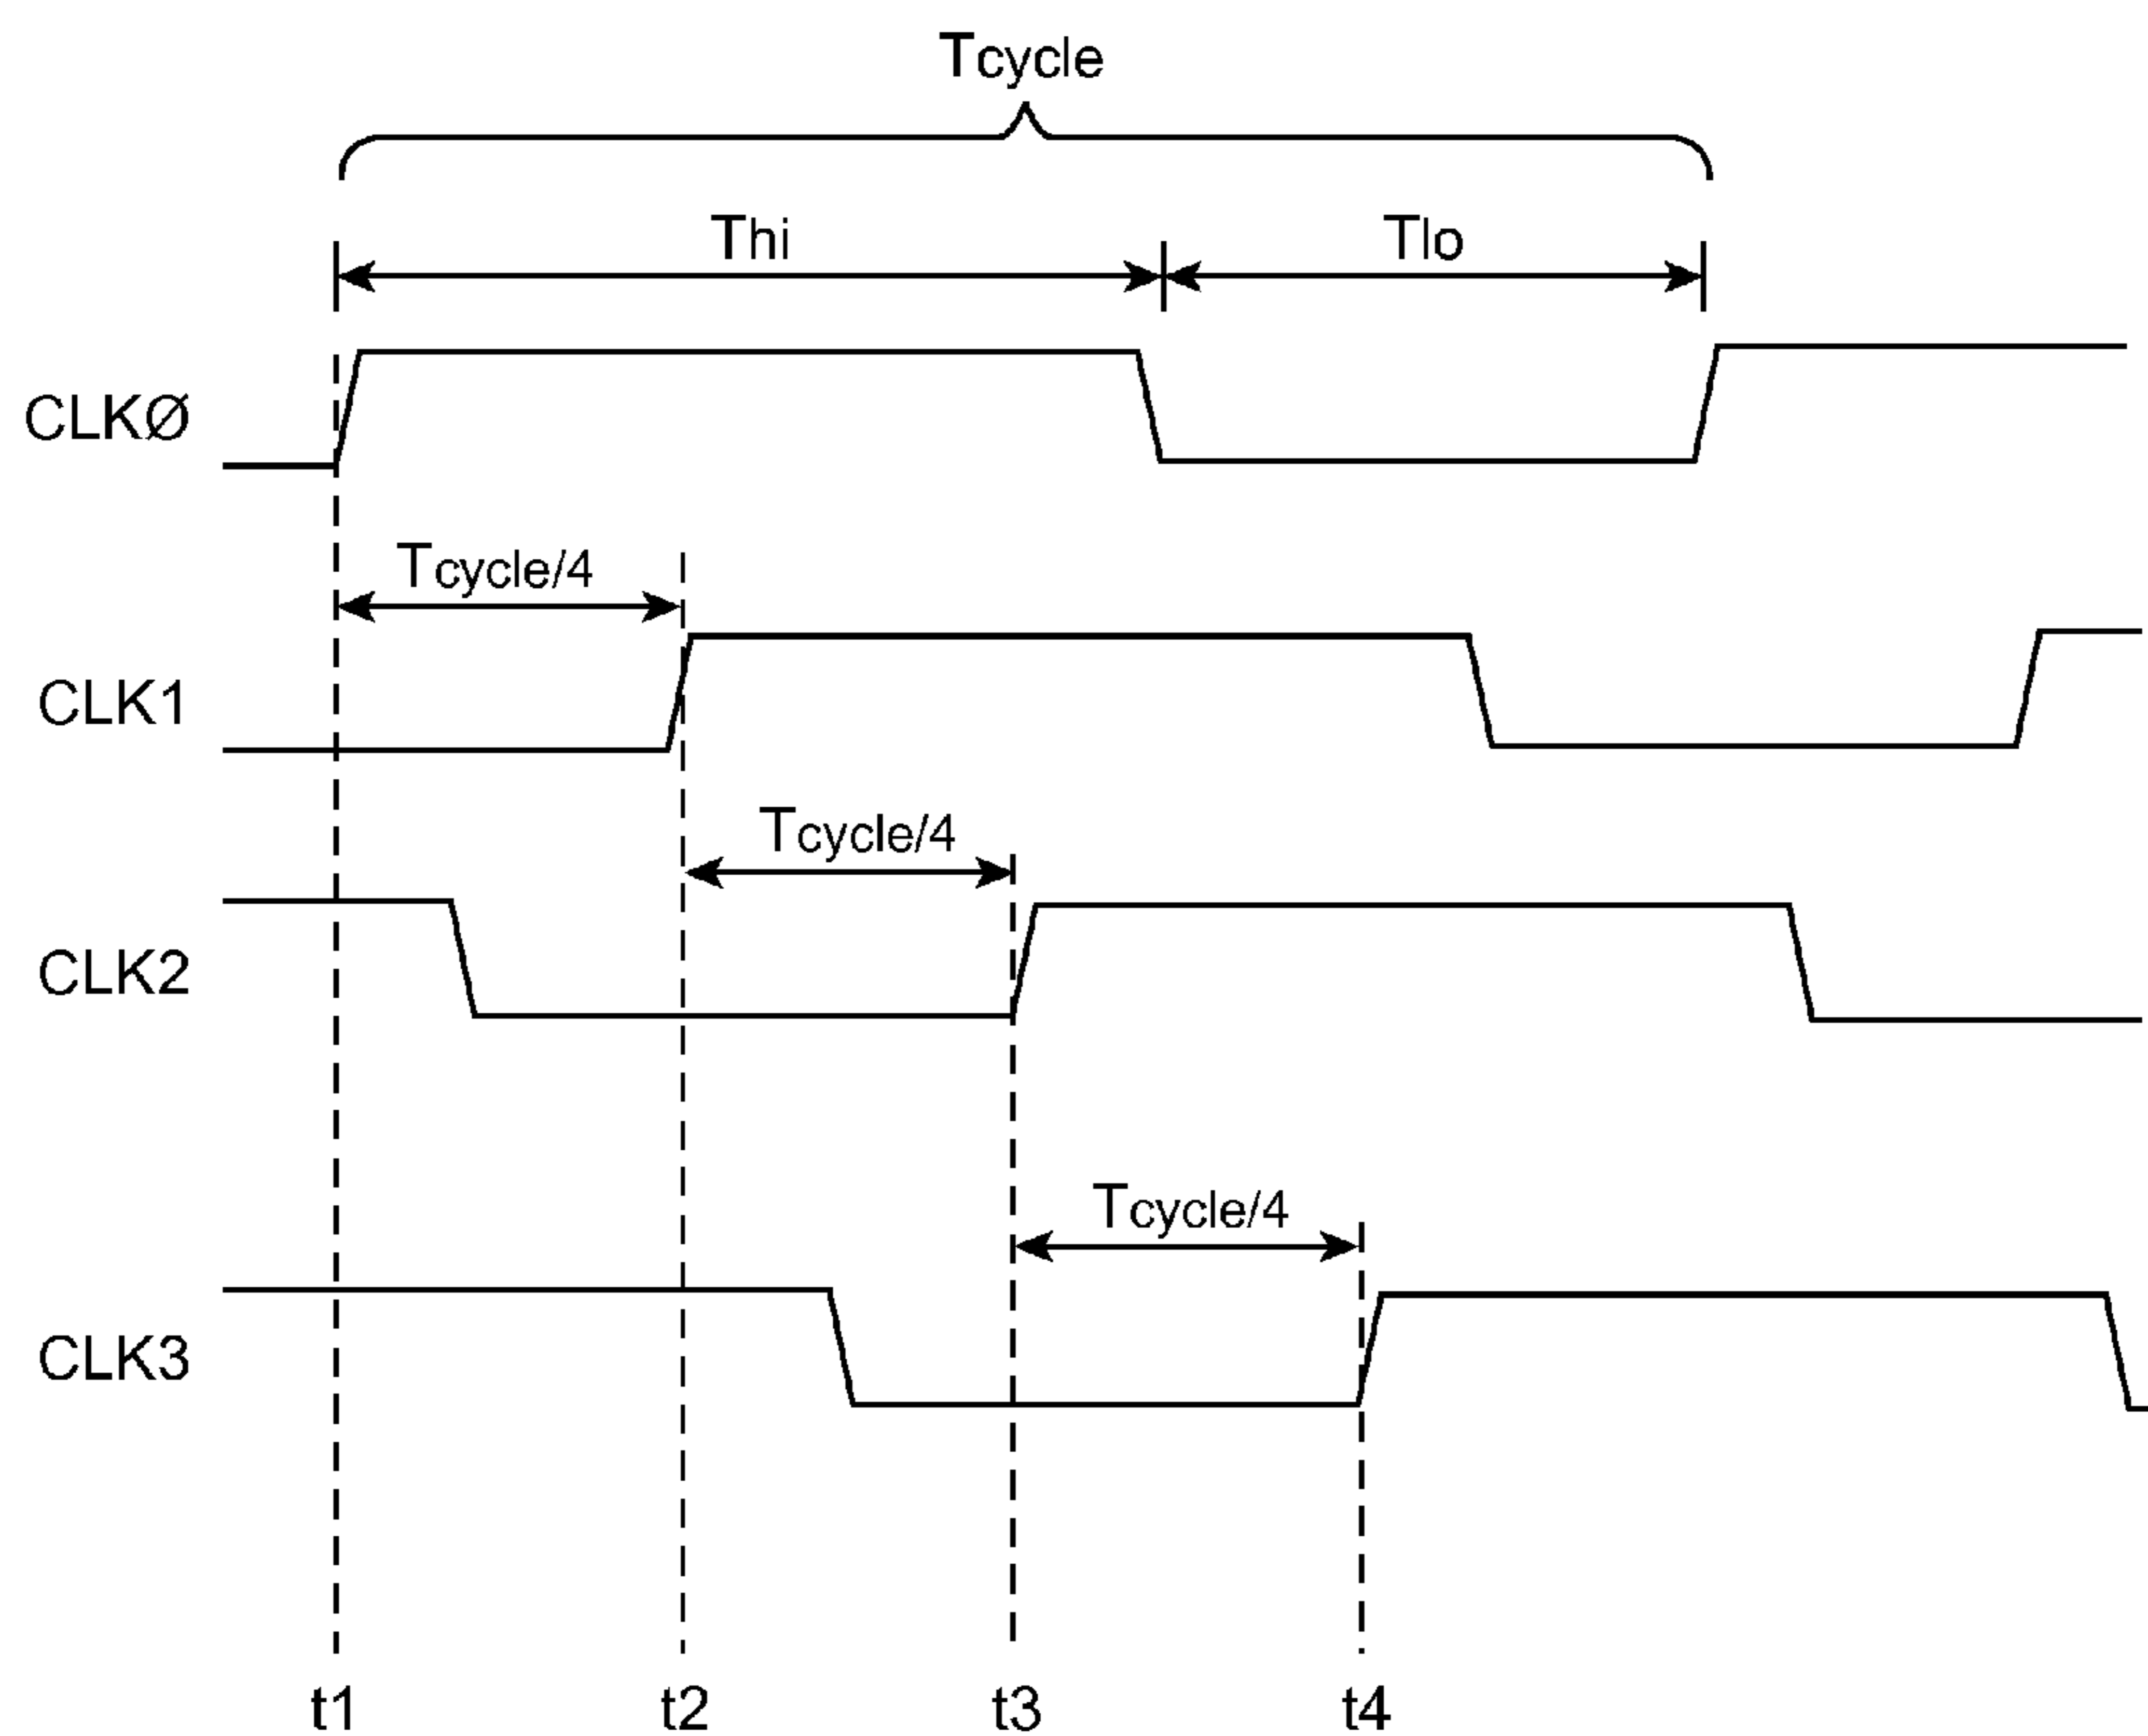 Tcycle
Thi Tlo
CLKØ
Tcycle/4
CLK1
Tcycle/4
CLK2
Tcycle/4
CLK3
t1 t2 t3 t4